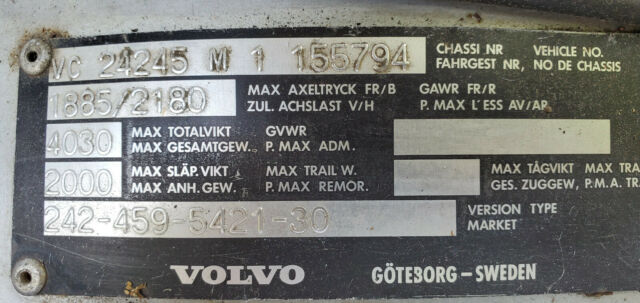 VC 24245 M 1 155794 CHASSI NR VEHICLE NO.
FAHRGEST NR, NO DE CHASSIS
1885/2180 MAX AXELTRYCK FR/B GAWR FR/R
ZUL. ACHSLAST V/H P. MAX L'ESS AV/AR
4030 MAX TOTALVIKT GVWR
MAX GESAMTGEW. P. MAX ADM.
2000 MAX SLÄP. VIKT MAX TRAIL W. MAX TÅGVIKT MAX TRA
MAX ANH. GEW. P. MAX REMOR. GES. ZUGGEW, P.M.A. TR
242-459-5421-30 VERSION TYPE
MARKET
VOLVO GÖTEBORG-SWEDEN